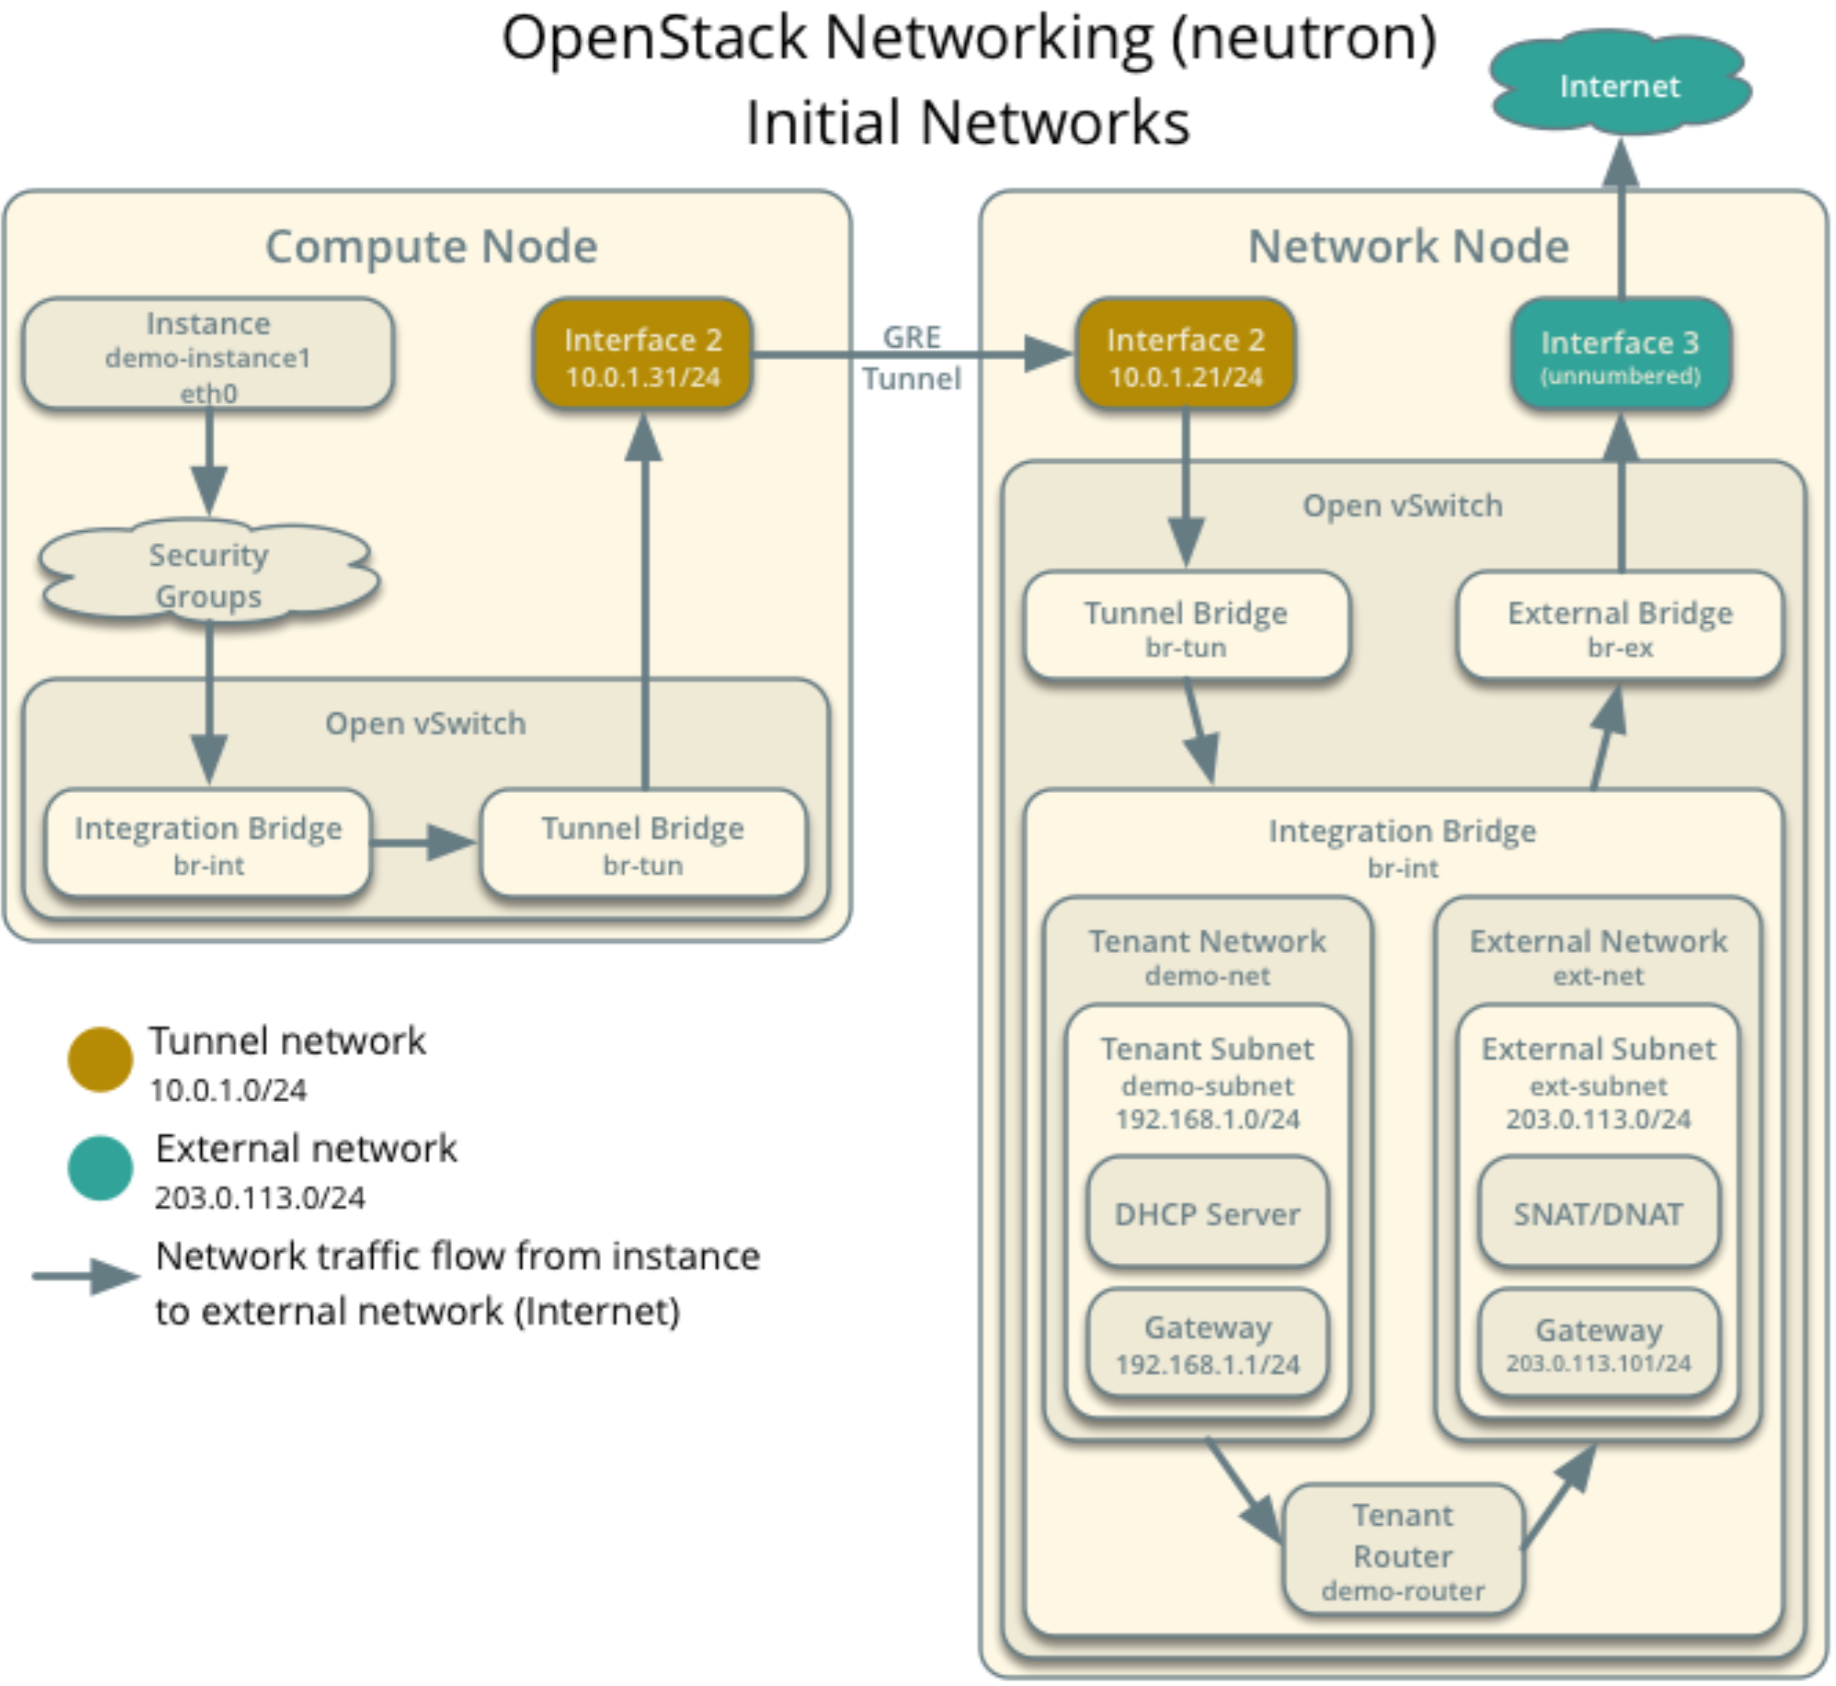 OpenStack Networking (neutron)
Initial Networks
Internet
Compute Node
Instance
demo-instance1
eth0
Interface 2
10.0.1.31/24
Security
Groups
Open vSwitch
Integration Bridge
br-int
Tunnel Bridge
br-tun
GRE
Tunnel
Network Node
Interface 2
10.0.1.21/24
Interface 3
(unnumbered)
Open vSwitch
Tunnel Bridge
br-tun
External Bridge
br-ex
Integration Bridge
br-int
Tenant Network
demo-net
Tenant Subnet
demo-subnet
192.168.1.0/24
DHCP Server
Gateway
192.168.1.1/24
External Network
ext-net
External Subnet
ext-subnet
203.0.113.0/24
SNAT/DNAT
Gateway
203.0.113.101/24
Tenant
Router
demo-router
Tunnel network
10.0.1.0/24
External network
203.0.113.0/24
Network traffic flow from instance
to external network (Internet)